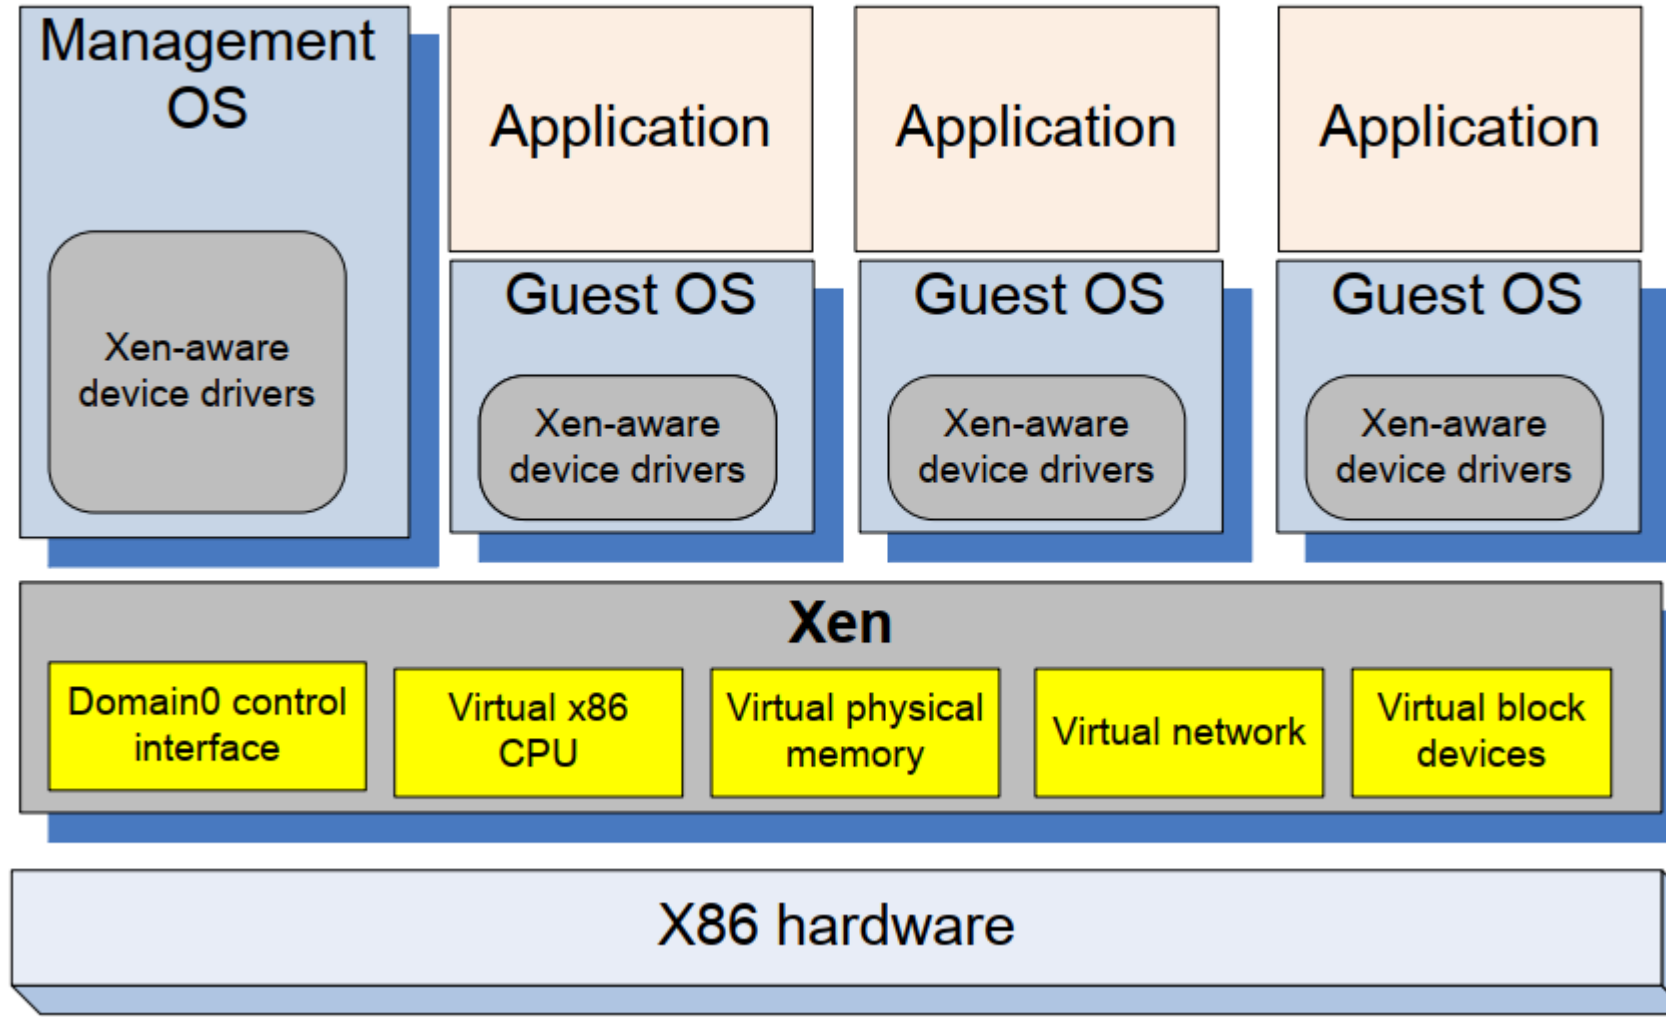 Management
OS
Application
Application
Application
Xen-aware
device drivers
Guest OS
Xen-aware
device drivers
Guest OS
Xen-aware
device drivers
Guest OS
Xen-aware
device drivers
Xen
Domain0 control
interface
Virtual x86
CPU
Virtual physical
memory
Virtual network
Virtual block
devices
X86 hardware